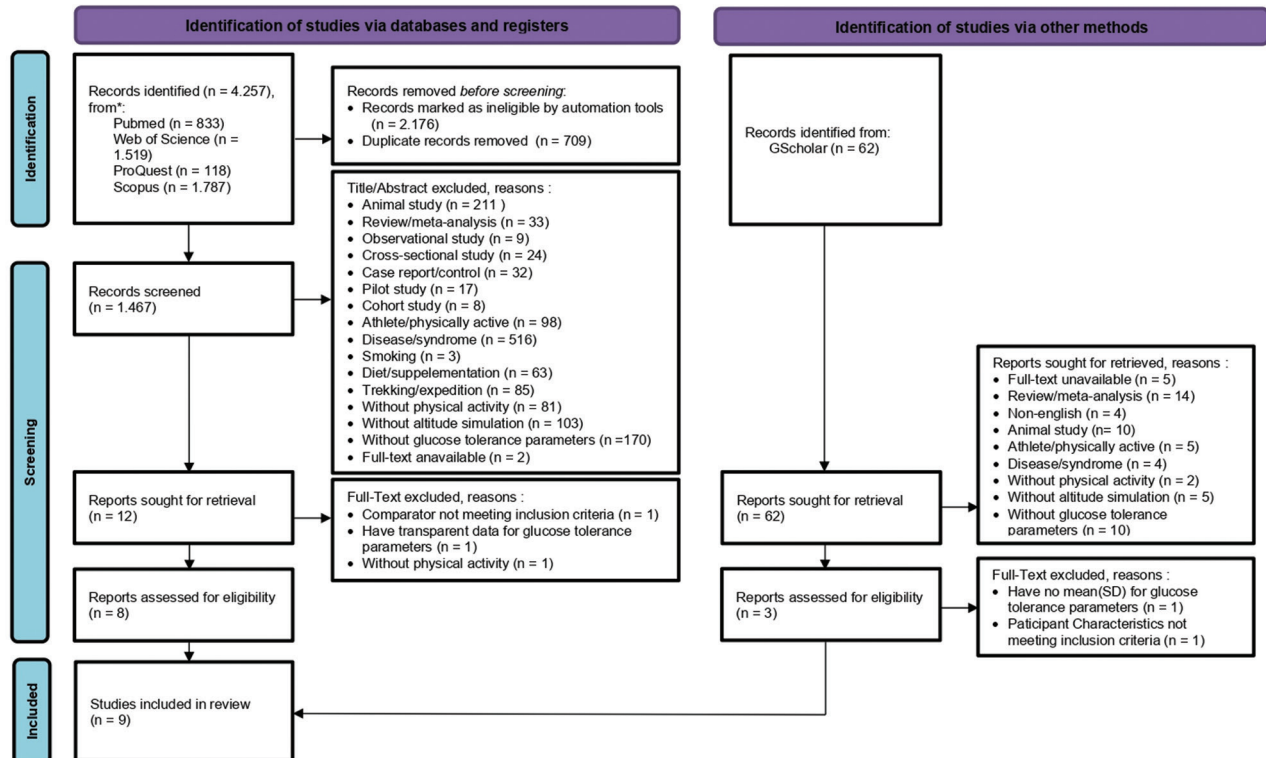 Identification of studies via databases and registers
Identification of studies via other methods
Identification
Records identified (n = 4.257),
from*:
Pubmed (n = 833)
Web of Science (n =
1.519)
ProQuest (n = 118)
Scopus (n = 1.787)
Records removed before screening:
• Records marked as ineligible by automation tools
(n = 2.176)
• Duplicate records removed (n = 709)
Records identified from:
GScholar (n = 62)
Title/Abstract excluded, reasons :
• Animal study (n = 211 )
• Review/meta-analysis (n = 33)
• Observational study (n = 9)
• Cross-sectional study (n = 24)
• Case report/control (n = 32)
• Pilot study (n = 17)
• Cohort study (n = 8)
• Athlete/physically active (n = 98)
• Disease/syndrome (n = 516)
• Smoking (n = 3)
• Diet/suppelementation (n = 63)
• Trekking/expedition (n = 85)
• Without physical activity (n = 81)
• Without altitude simulation (n = 103)
• Without glucose tolerance parameters (n =170)
• Full-text unavailable (n = 2)
Screening
Records screened
(n = 1.467)
Reports sought for retrieved, reasons :
• Full-text unavailable (n = 5)
• Review/meta-analysis (n = 14)
• Non-english (n = 4)
• Animal study (n= 10)
• Athlete/physically active (n = 5)
• Disease/syndrome (n = 4)
• Without physical activity (n = 2)
• Without altitude simulation (n = 5)
• Without glucose tolerance
parameters (n = 10)
Reports sought for retrieval
(n = 12)
Full-Text excluded, reasons :
• Comparator not meeting inclusion criteria (n = 1)
• Have transparent data for glucose tolerance
parameters (n = 1)
• Without physical activity (n = 1)
Reports sought for retrieval
(n = 62)
Reports assessed for eligibility
(n = 8)
Reports assessed for eligibility
(n = 3)
Full-Text excluded, reasons :
• Have no mean(SD) for glucose
tolerance parameters (n = 1)
• Paticipant Characteristics not
meeting inclusion criteria (n = 1)
Included
Studies included in review
(n = 9)